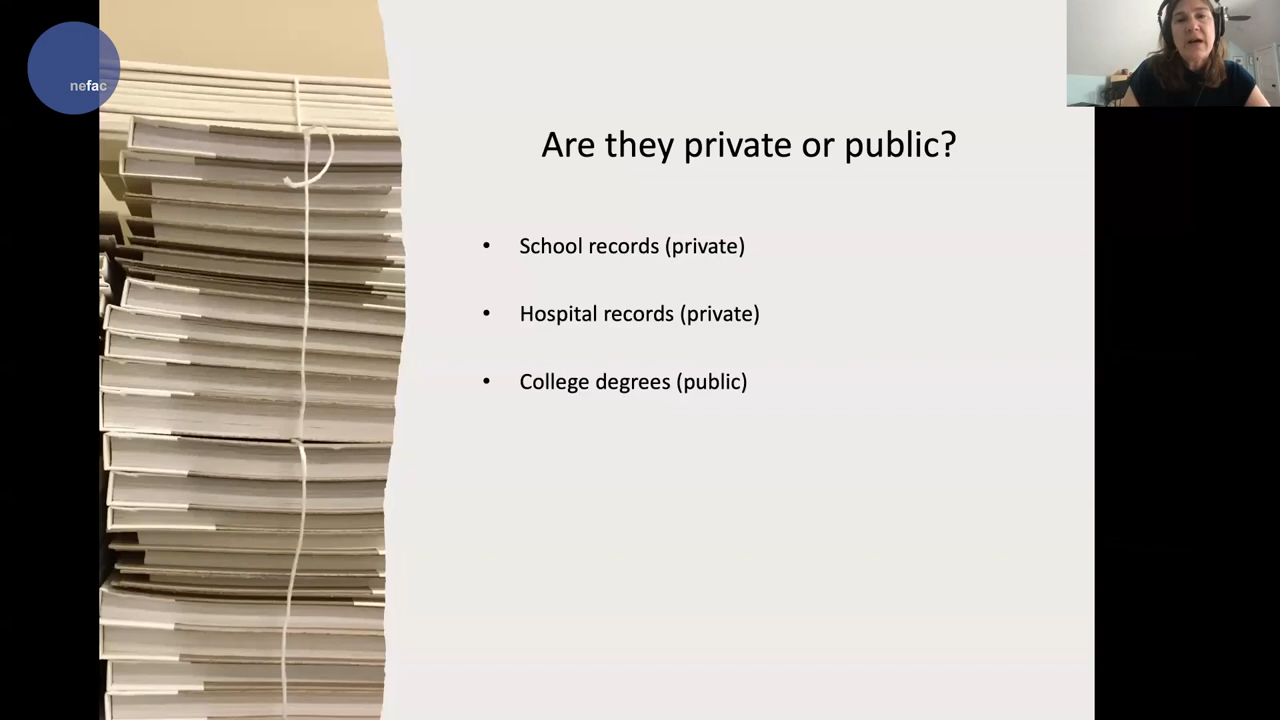 nefac
Are they private or public?
• School records (private)
• Hospital records (private)
• College degrees (public)